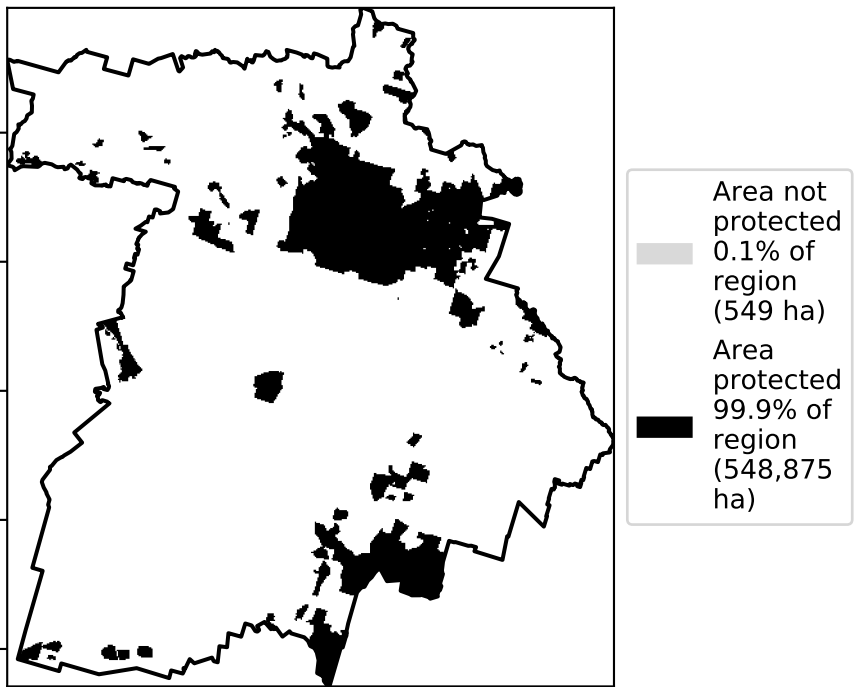 Area not
protected
0.1% of
region
(549 ha)
Area
protected
99.9% of
region
(548,875
ha)